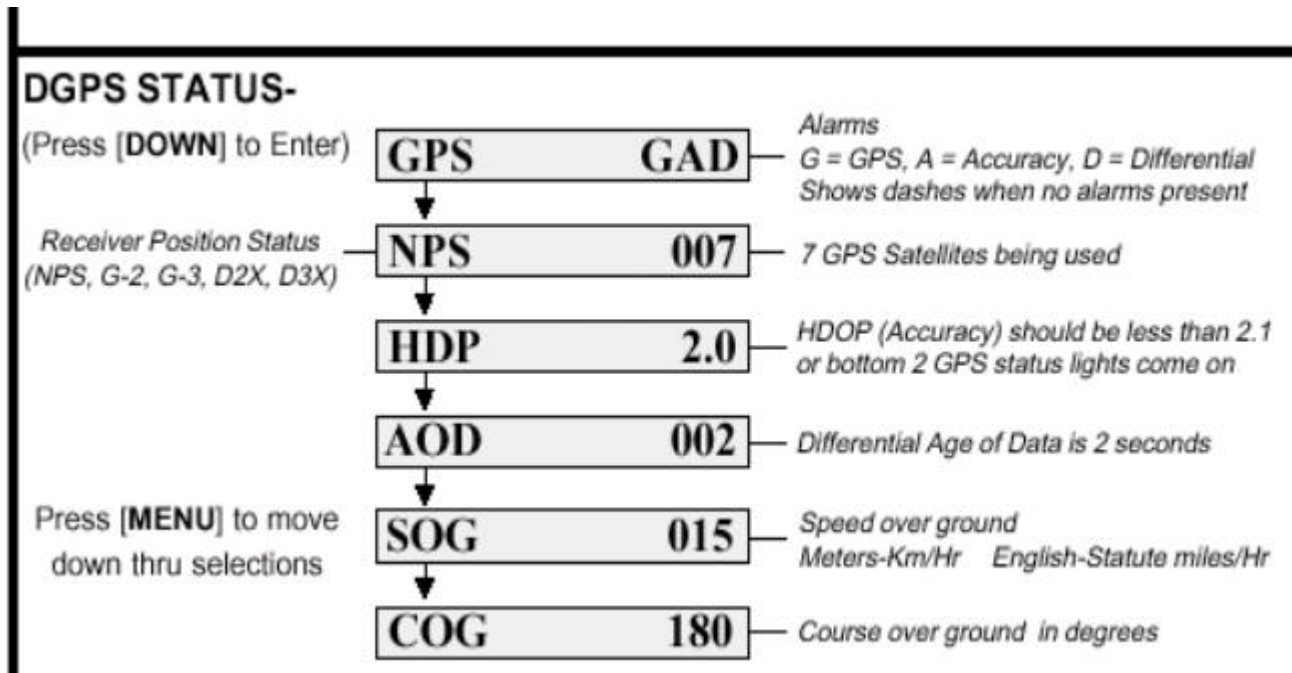 DGPS STATUS-
(Press [DOWN] to Enter)
GPS GAD
Alarms
G = GPS, A = Accuracy, D = Differential
Shows dashes when no alarms present
Receiver Position Status
(NPS, G-2, G-3, D2X, D3X)
NPS 007
7 GPS Satellites being used
HDP 2.0
HDOP (Accuracy) should be less than 2.1
or bottom 2 GPS status lights come on
AOD 002
Differential Age of Data is 2 seconds
Press [MENU] to move
down thru selections
SOG 015
Speed over ground
Meters-Km/Hr English-Statute miles/Hr
COG 180
Course over ground in degrees